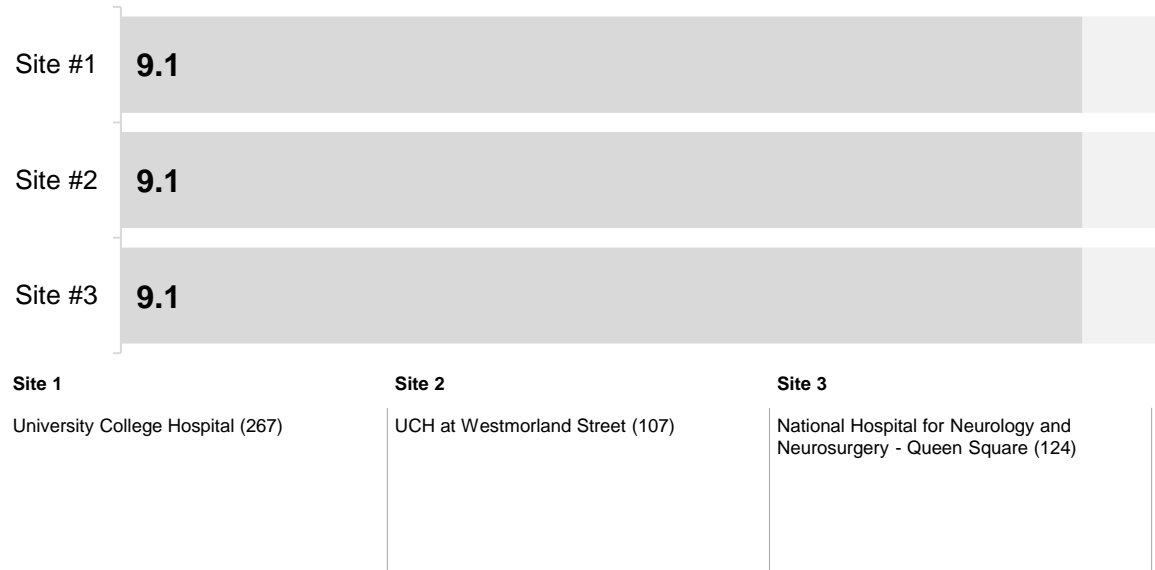 Site #1
9.1
Site #2
9.1
Site #3
9.1
Site 1
University College Hospital (267)
Site 2
UCH at Westmorland Street (107)
Site 3
National Hospital for Neurology and
Neurosurgery - Queen Square (124)